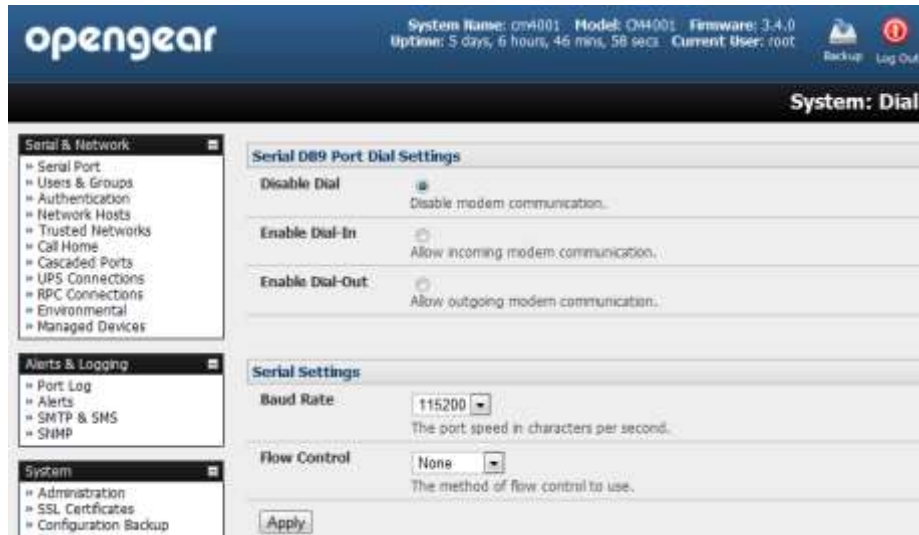 opengear
System Name: cm4001 Model: CM4001 Firmware: 3.4.0
Uptime: 5 days, 6 hours, 46 mins, 58 secs Current User: root
Backup
Log Out
System: Dial
Serial & Network
» Serial Port
» Users & Groups
» Authentication
» Network Hosts
» Trusted Networks
» Call Home
» Cascaded Ports
» UPS Connections
» RPC Connections
» Environmental
» Managed Devices
Alerts & Logging
» Port Log
» Alerts
» SMTP & SMS
» SNMP
System
» Administration
» SSL Certificates
» Configuration Backup
Serial DB9 Port Dial Settings
Disable Dial
Disable modem communication.
Enable Dial-In
Allow incoming modem communication.
Enable Dial-Out
Allow outgoing modem communication.
Serial Settings
Baud Rate
115200
The port speed in characters per second.
Flow Control
None
The method of flow control to use.
Apply